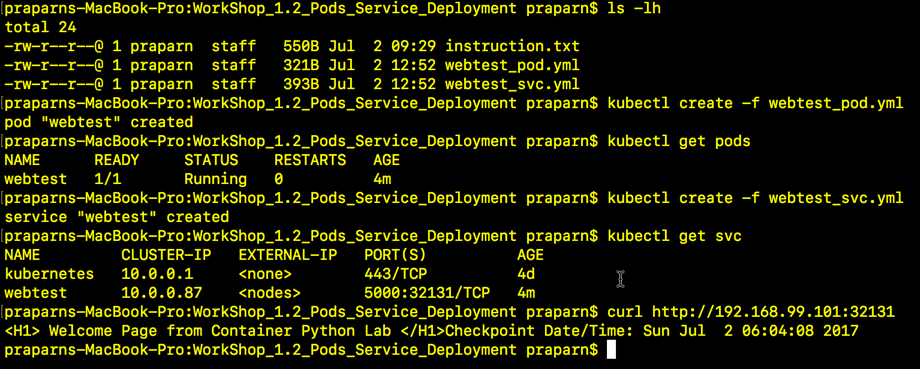 praparns-MacBook-Pro:WorkShop_1.2_Pods_Service_Deployment praparn$ ls -lh
total 24
-rw-r--r--@ 1 praparn  staff   550B Jul  2 09:29 instruction.txt
-rw-r--r--@ 1 praparn  staff   321B Jul  2 12:52 webtest_pod.yml
-rw-r--r--@ 1 praparn  staff   393B Jul  2 12:52 webtest_svc.yml
[praparns-MacBook-Pro:WorkShop_1.2_Pods_Service_Deployment praparn$ kubectl create -f webtest_pod.yml
pod "webtest" created
[praparns-MacBook-Pro:WorkShop_1.2_Pods_Service_Deployment praparn$ kubectl get pods
NAME      READY     STATUS    RESTARTS   AGE
webtest   1/1       Running   0          4m
[praparns-MacBook-Pro:WorkShop_1.2_Pods_Service_Deployment praparn$ kubectl create -f webtest_svc.yml
service "webtest" created
[praparns-MacBook-Pro:WorkShop_1.2_Pods_Service_Deployment praparn$ kubectl get svc
NAME         CLUSTER-IP   EXTERNAL-IP   PORT(S)          AGE
kubernetes   10.0.0.1     <none>        443/TCP          4d
webtest      10.0.0.87    <nodes>       5000:32131/TCP   4m
[praparns-MacBook-Pro:WorkShop_1.2_Pods_Service_Deployment praparn$ curl http://192.168.99.101:32131
<H1> Welcome Page from Container Python Lab </H1>Checkpoint Date/Time: Sun Jul  2 06:04:08 2017
praparns-MacBook-Pro:WorkShop_1.2_Pods_Service_Deployment praparn$